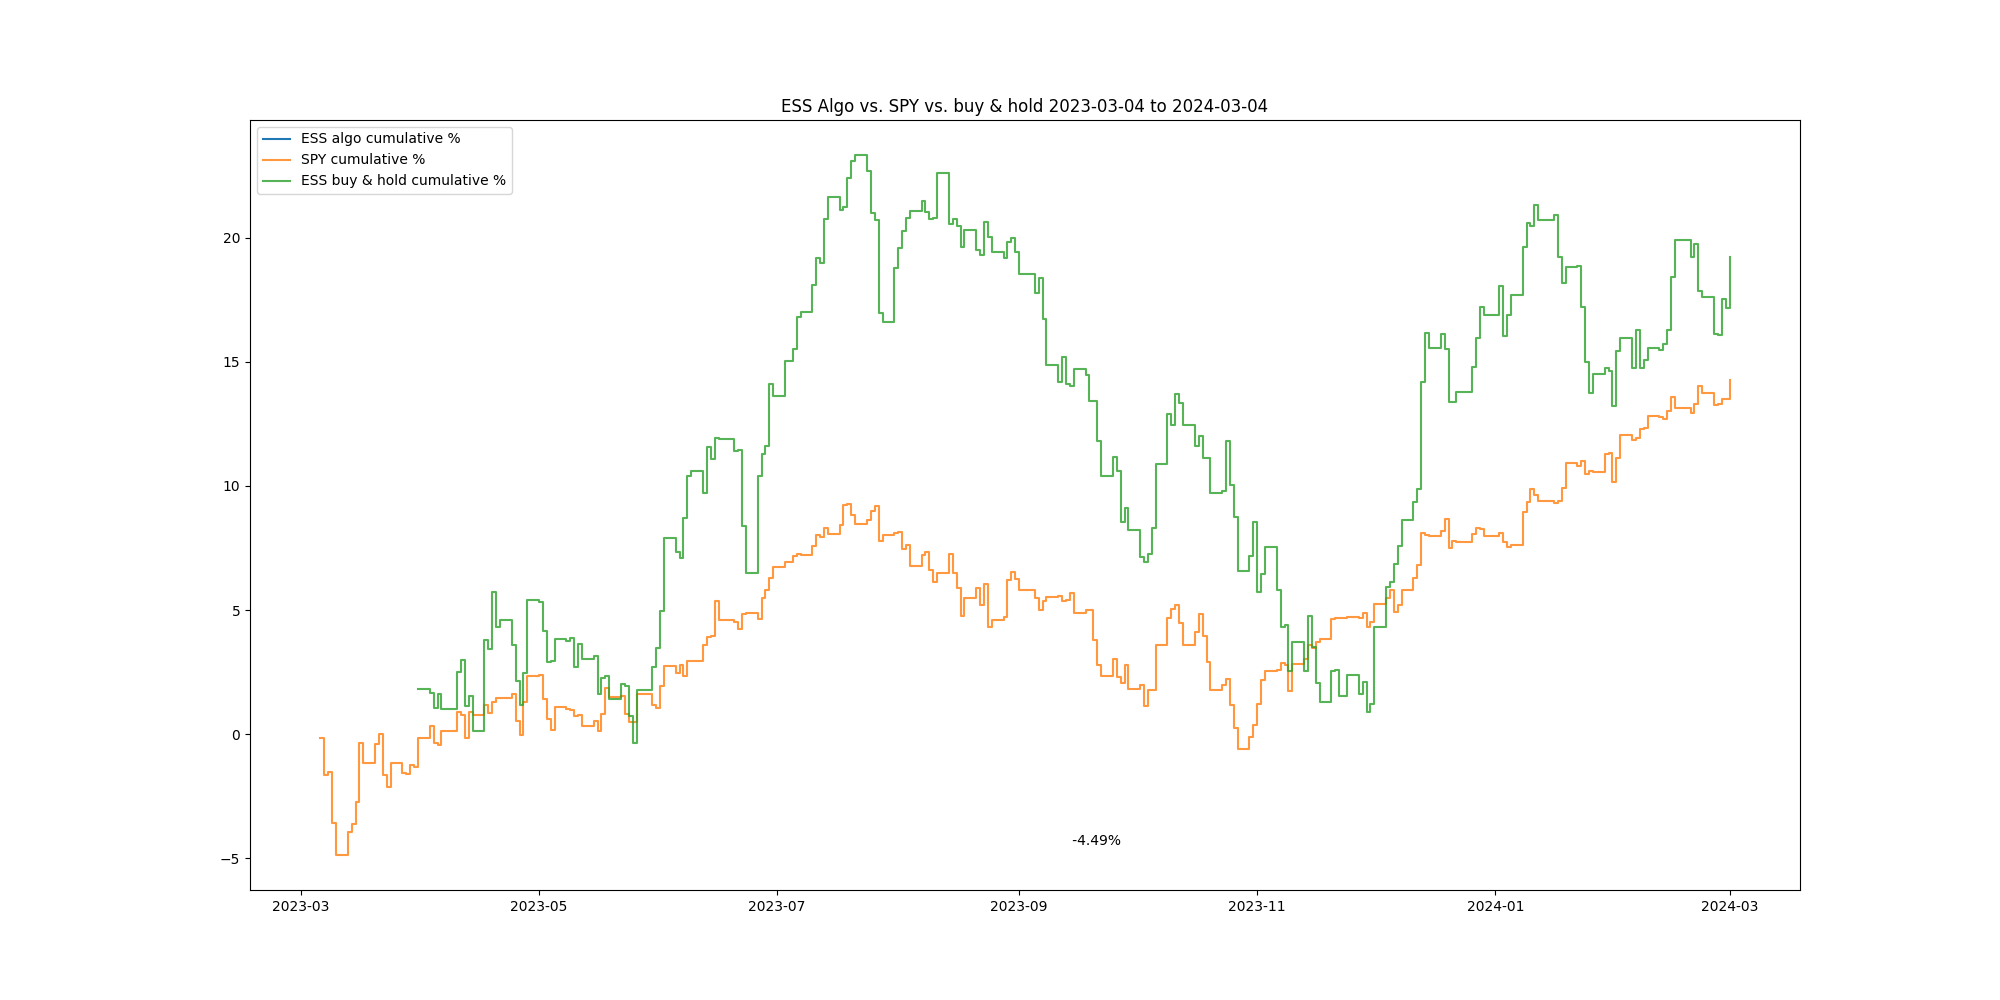 ESS Algo vs. SPY vs. buy & hold 2023-03-04 to 2024-03-04
ESS algo cumulative %
SPY cumulative %
ESS buy & hold cumulative %
20
15
10
5
0
−5
-4.49%
2023-03 2023-05 2023-07 2023-09 2023-11 2024-01 2024-03